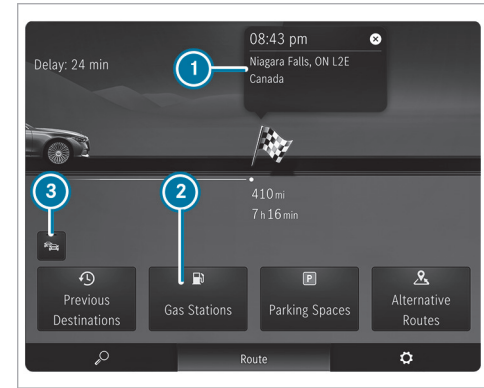 08:43 pm
Delay: 24 min
1
Niagara Falls, ON L2E
Canada
3
2
410 mi
7 h 16 min
P
Previous
Destinations
Gas Stations
Parking Spaces
Alternative
Routes
Route